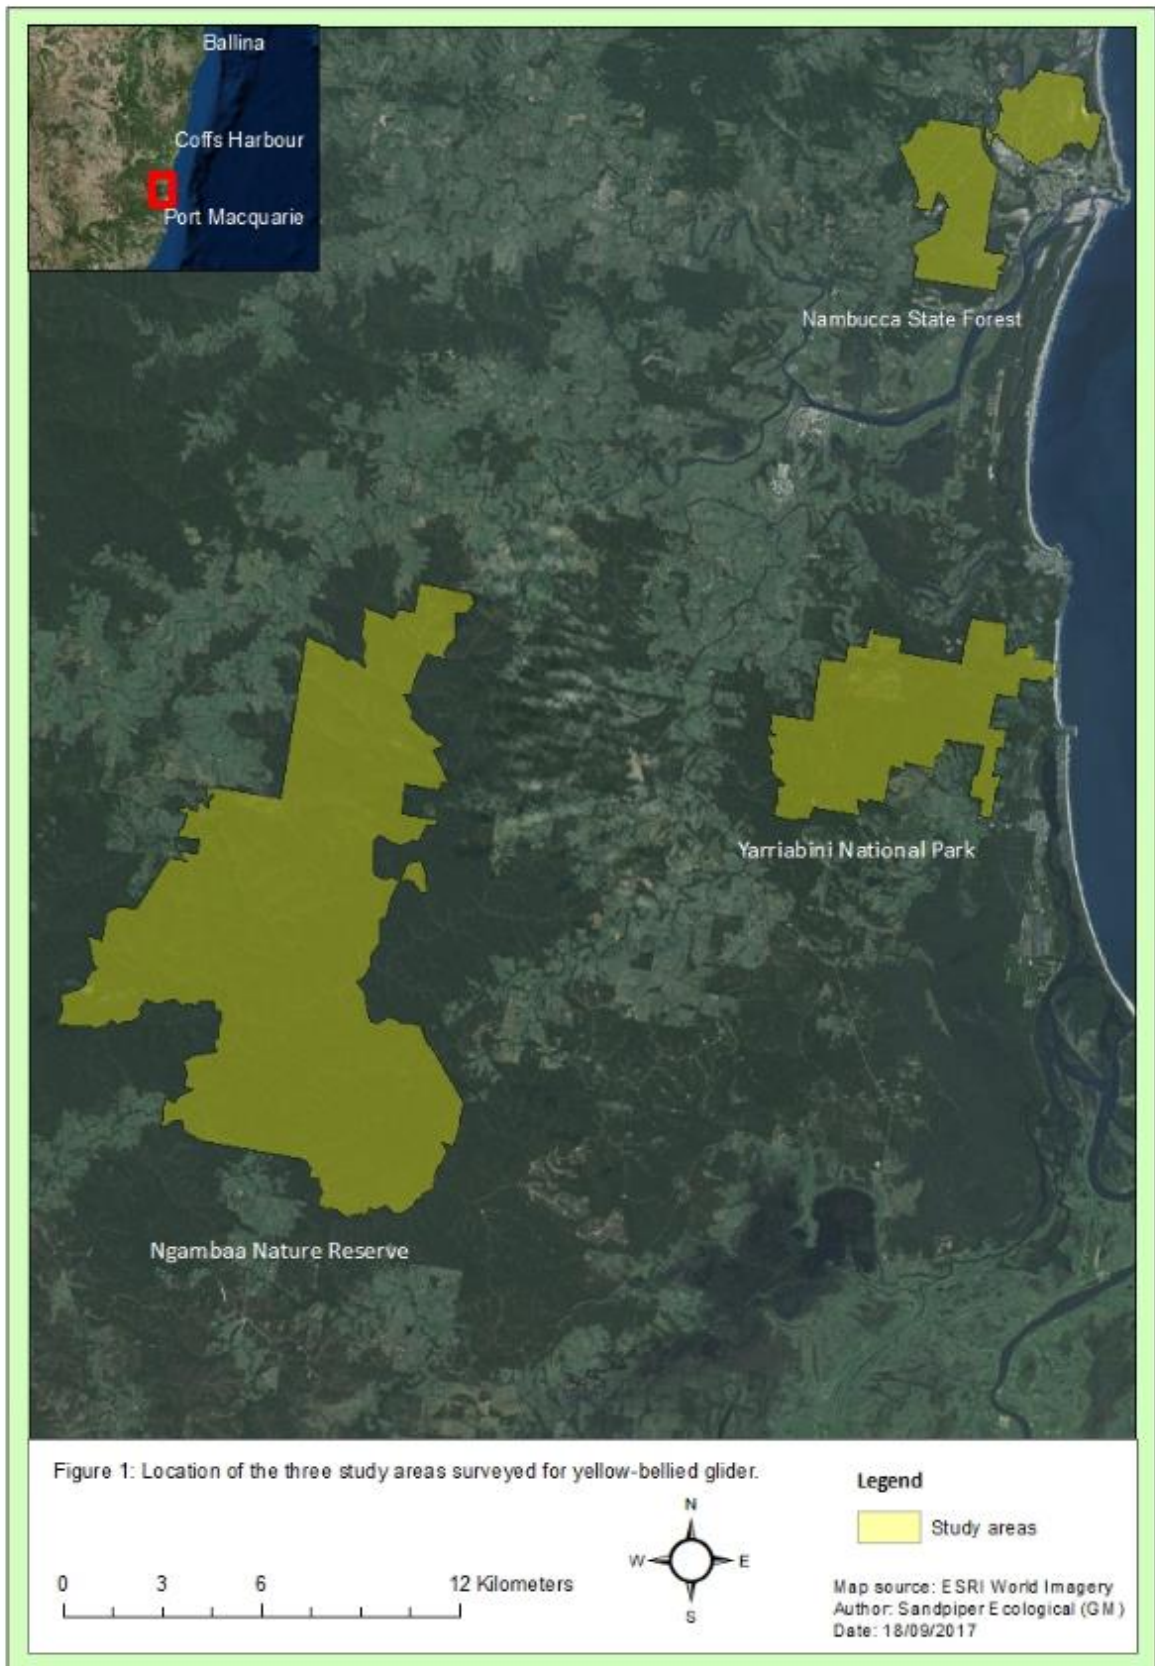 Ballina
Coffs Harbour
Port Macquarie
Nambucca State Forest
Yarriabini National Park
Ngambaa Nature Reserve
Figure 1: Location of the three study areas surveyed for yellow-bellied glider.
Legend
Study areas
N
W E
S
0 3 6 12 Kilometers
Map source: ESRI World Imagery
Author: Sandpiper Ecological (GM)
Date: 18/09/2017